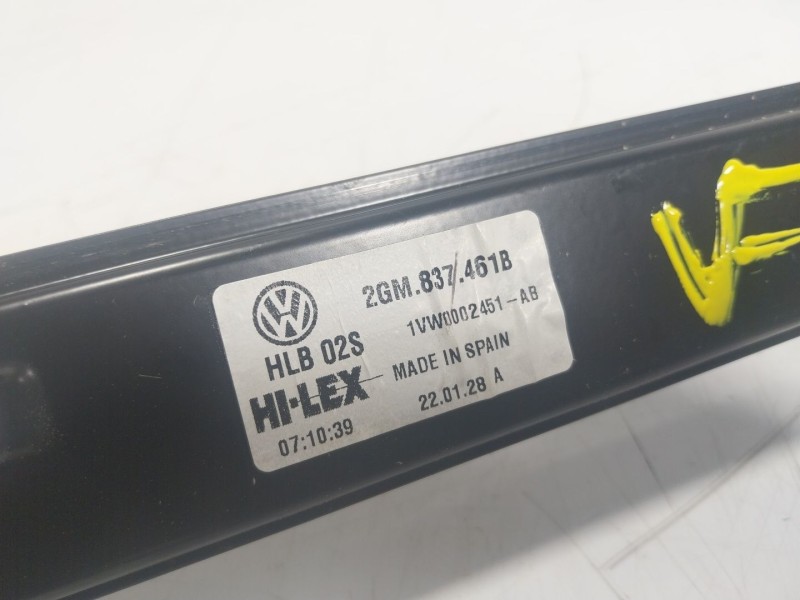 2GM.837.461B
1VW0002451-AB
HLB 02S
MADE IN SPAIN
HI-LEX
22.01.28 A
07:10:39